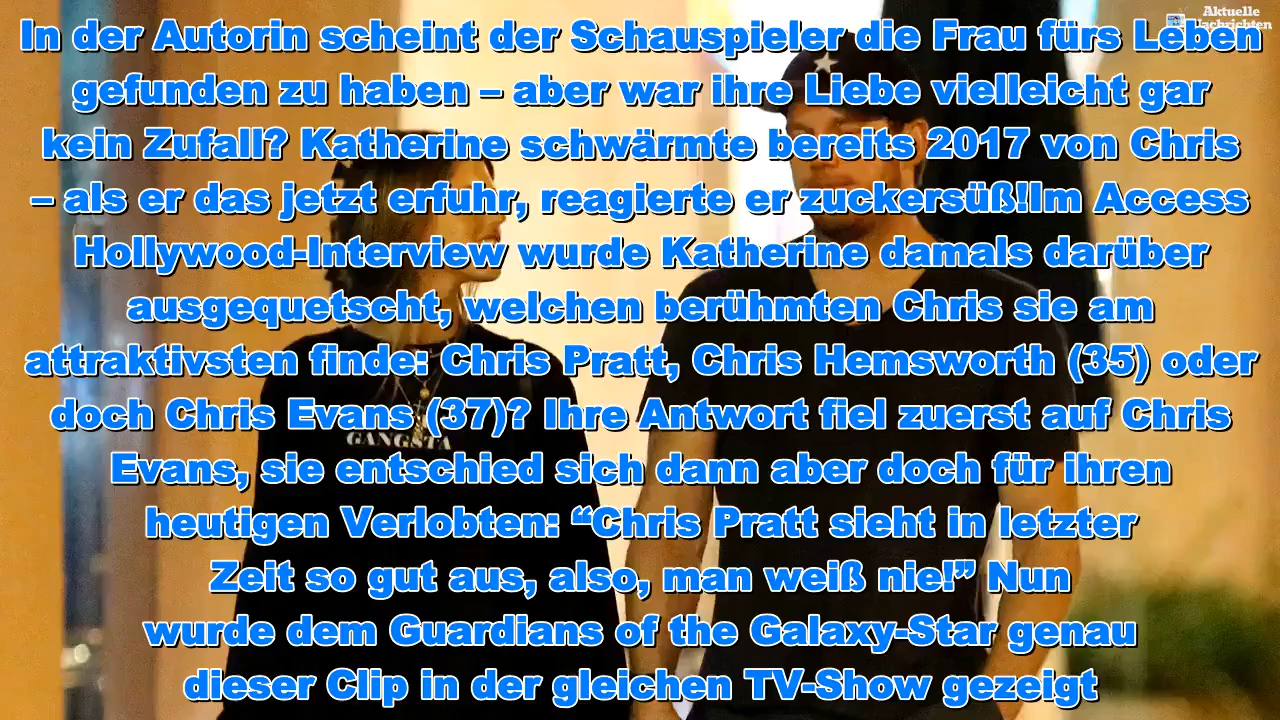 Aktuelle
Nachrichten
In der Autorin scheint der Schauspieler die Frau fürs Leben
gefunden zu haben – aber war ihre Liebe vielleicht gar
kein Zufall? Katherine schwärmte bereits 2017 von Chris
– als er das jetzt erfuhr, reagierte er zuckersüß!Im Access
Hollywood-Interview wurde Katherine damals darüber
ausgequetscht, welchen berühmten Chris sie am
attraktivsten finde: Chris Pratt, Chris Hemsworth (35) oder
doch Chris Evans (37)? Ihre Antwort fiel zuerst auf Chris
GANGSTA
Evans, sie entschied sich dann aber doch für ihren
heutigen Verlobten: “Chris Pratt sieht in letzter
Zeit so gut aus, also, man weiß nie!” Nun
wurde dem Guardians of the Galaxy-Star genau
dieser Clip in der gleichen TV-Show gezeigt